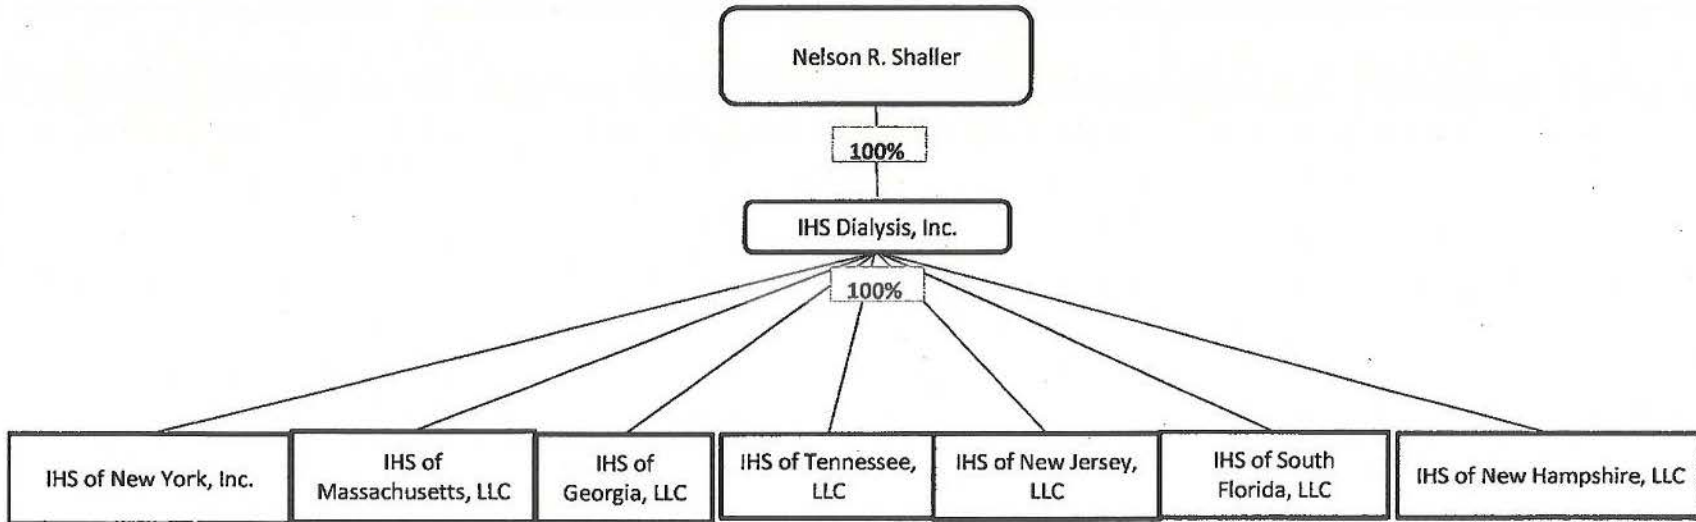 Nelson R. Shaller
100%
IHS Dialysis, Inc.
100%
IHS of New York, Inc.
IHS of
Massachusetts, LLC
IHS of
Georgia, LLC
IHS of Tennessee,
LLC
IHS of New Jersey,
LLC
IHS of South
Florida, LLC
IHS of New Hampshire, LLC